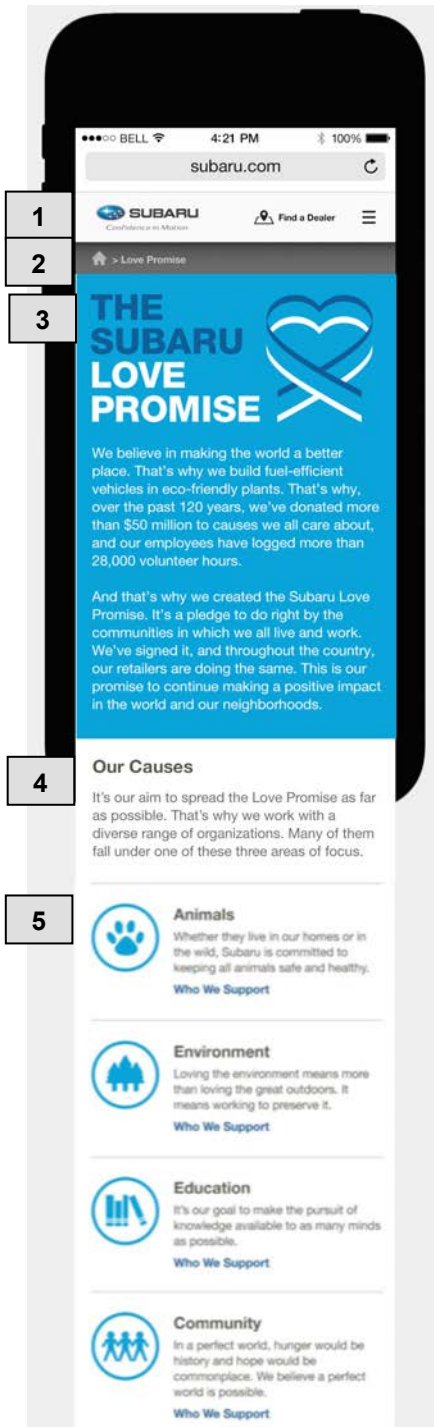 BELL 4:21 PM 100%
subaru.com
1
SUBARU
Confidence in Motion
Find a Dealer
2
> Love Promise
3
THE
SUBARU
LOVE
PROMISE
We believe in making the world a better
place. That's why we build fuel-efficient
vehicles in eco-friendly plants. That's why,
over the past 120 years, we've donated more
than $50 million to causes we all care about,
and our employees have logged more than
28,000 volunteer hours.
And that's why we created the Subaru Love
Promise. It's a pledge to do right by the
communities in which we all live and work.
We've signed it, and throughout the country,
our retailers are doing the same. This is our
promise to continue making a positive impact
in the world and our neighborhoods.
4
Our Causes
It's our aim to spread the Love Promise as far
as possible. That's why we work with a
diverse range of organizations. Many of them
fall under one of these three areas of focus.
5
Animals
Whether they live in our homes or in
the wild, Subaru is committed to
keeping all animals safe and healthy.
Who We Support
Environment
Loving the environment means more
than loving the great outdoors. It
means working to preserve it.
Who We Support
Education
It's our goal to make the pursuit of
knowledge available to as many minds
as possible.
Who We Support
Community
In a perfect world, hunger would be
history and hope would be
commonplace. We believe a perfect
world is possible.
Who We Support